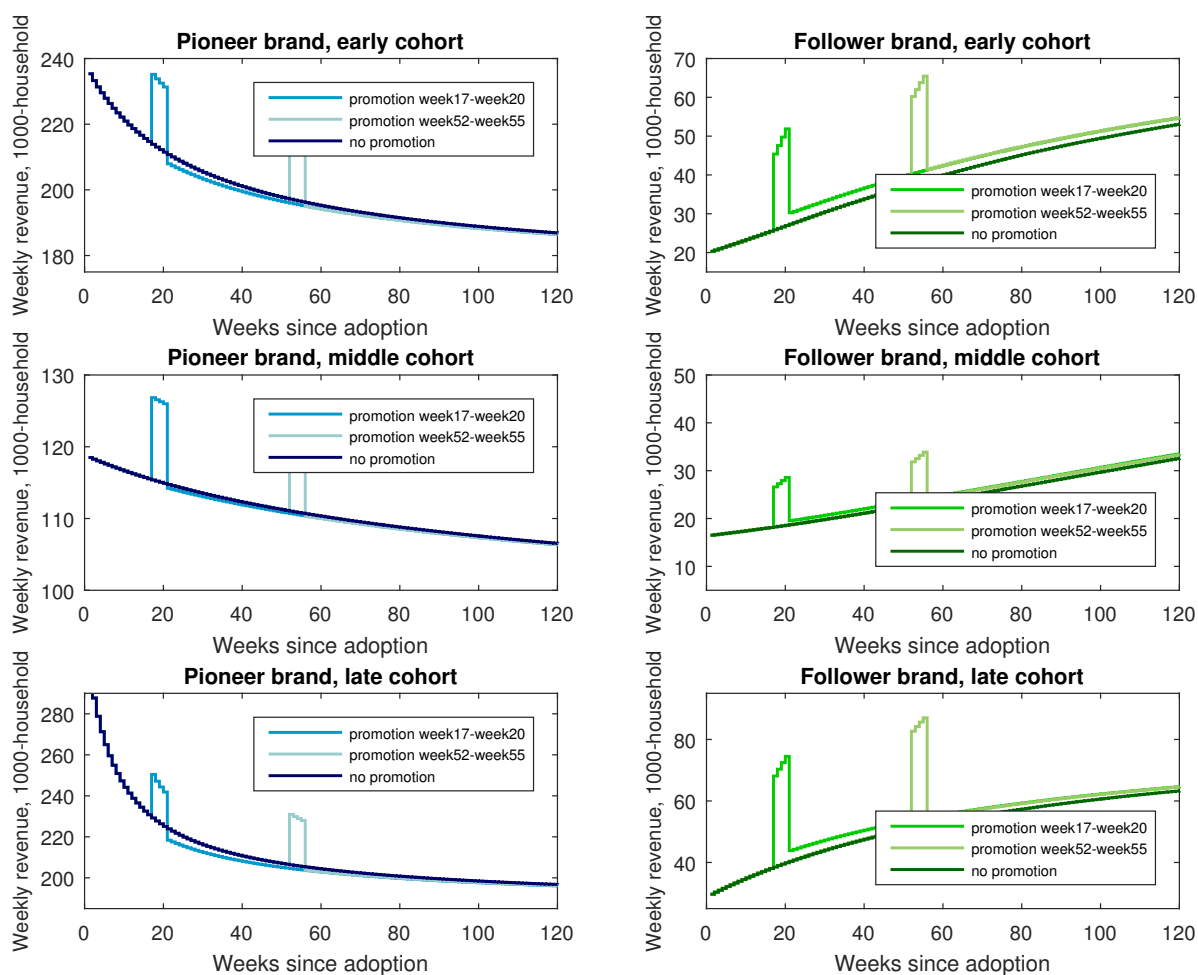 Pioneer brand, early cohort
Weekly revenue, 1000-household
240
220
200
180
0
20
40
60
80
100
120
Weeks since adoption
promotion week17-week20
promotion week52-week55
no promotion
Follower brand, early cohort
Weekly revenue, 1000-household
70
60
50
40
30
20
0
20
40
60
80
100
120
Weeks since adoption
promotion week17-week20
promotion week52-week55
no promotion
Pioneer brand, middle cohort
Weekly revenue, 1000-household
130
120
110
100
0
20
40
60
80
100
120
Weeks since adoption
promotion week17-week20
promotion week52-week55
no promotion
Follower brand, middle cohort
Weekly revenue, 1000-household
50
40
30
20
10
0
20
40
60
80
100
120
Weeks since adoption
promotion week17-week20
promotion week52-week55
no promotion
Pioneer brand, late cohort
Weekly revenue, 1000-household
280
260
240
220
200
0
20
40
60
80
100
120
Weeks since adoption
promotion week17-week20
promotion week52-week55
no promotion
Follower brand, late cohort
Weekly revenue, 1000-household
80
60
40
0
20
40
60
80
100
120
Weeks since adoption
promotion week17-week20
promotion week52-week55
no promotion